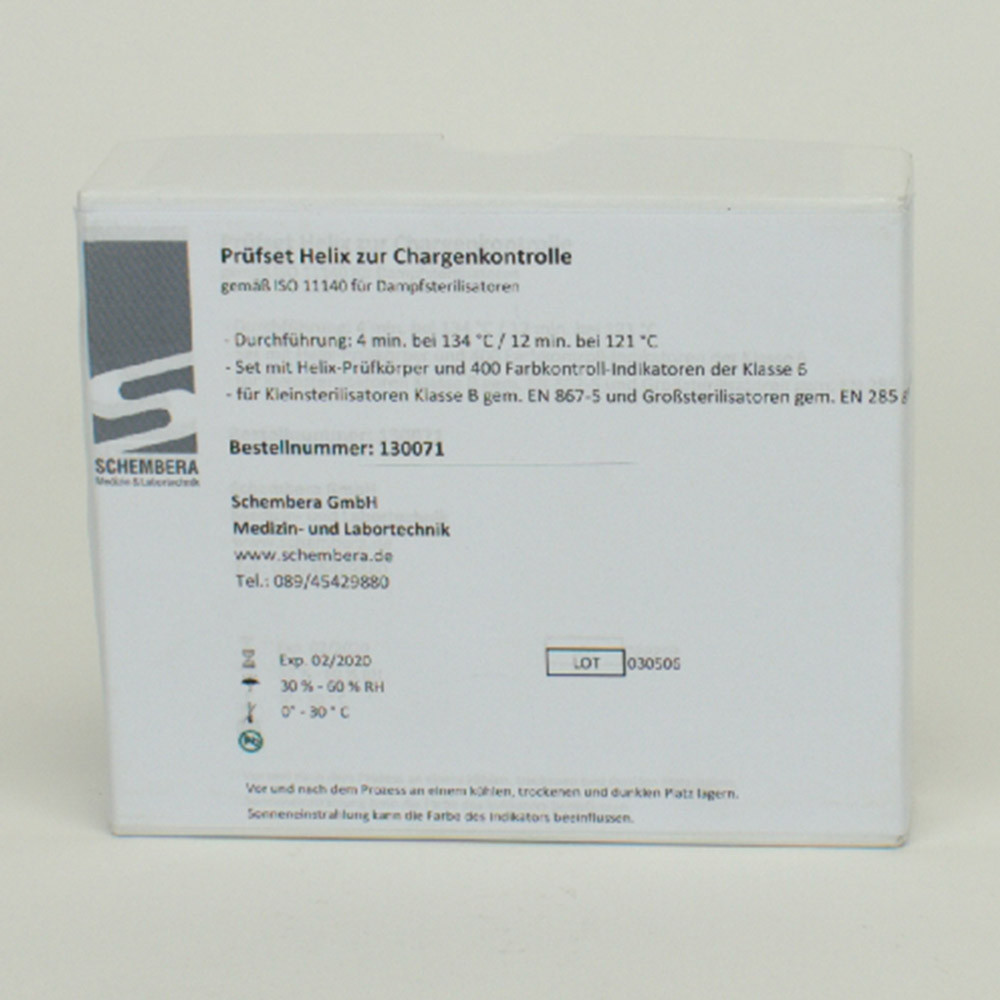 Prüfset Helix zur Chargenkontrolle
gemäß ISO 11140 für Dampfsterilisatoren
- Durchführung: 4 min. bei 134 °C / 12 min. bei 121 °C
- Set mit Helix-Prüfkörper und 400 Farbkontroll-Indikatoren der Klasse 6
- für Kleinsterilisatoren Klasse B gem. EN 867-5 und Großsterilisatoren gem. EN 285
Bestellnummer: 130071
SCHEMBERA
Medizin & Labortechnik
Schembera GmbH
Medizin- und Labortechnik
www.schembera.de
Tel.: 089/45429880
Exp. 02/2020
LOT 030506
30 % - 60 % RH
0° - 30 ° C
Vor und nach dem Prozess an einem kühlen, trockenen und dunklen Platz lagern.
Sonneneinstrahlung kann die Farbe des Indikators beeinflussen.